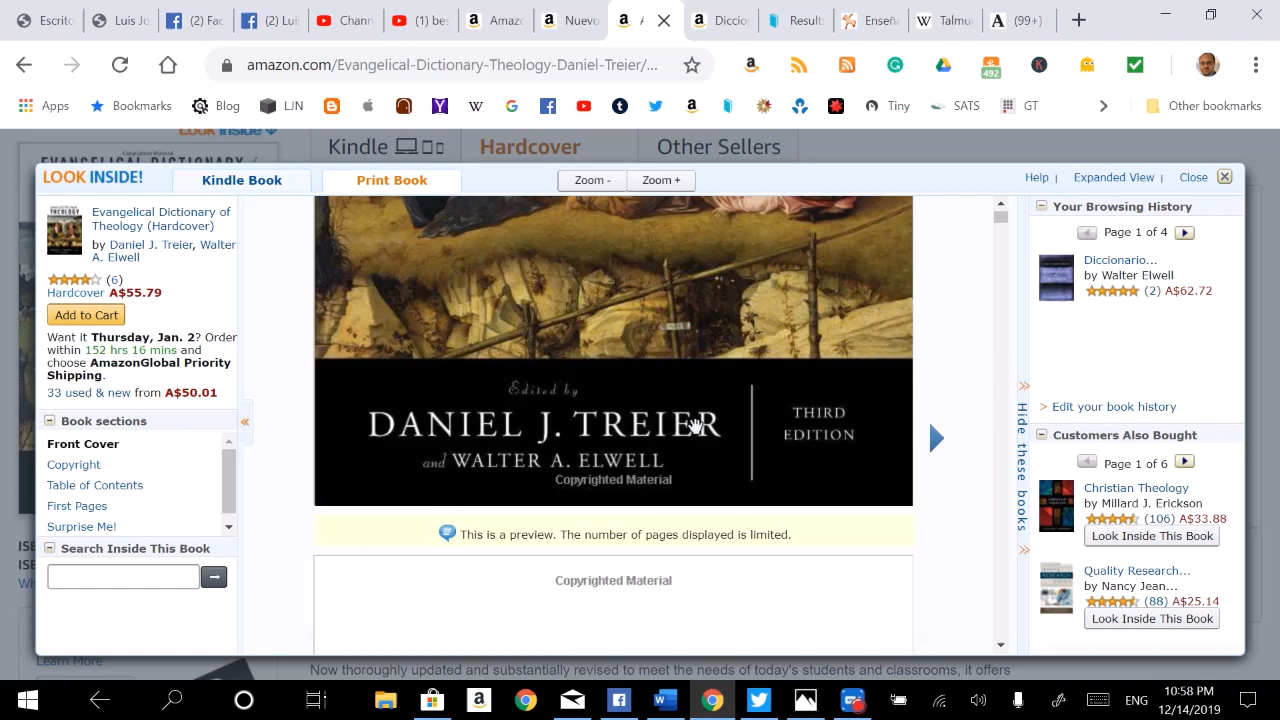 Escrito
Luis Jo
(2) Fac
(2) Lui
Chann
(1) bes
Amazo
Nuevo
A
Diccio
Results
Enseña
Talmu
(99+)
amazon.com/Evangelical-Dictionary-Theology-Daniel-Treier/...
492
Apps
Bookmarks
Blog
LJN
Tiny
SATS
GT
Other bookmarks
Look Inside
Kindle
Hardcover
Other Sellers
LOOK INSIDE!
Kindle Book
Print Book
Zoom -
Zoom +
Help |
Expanded View |
Close
Evangelical Dictionary of
Theology (Hardcover)
by Daniel J. Treier, Walter
A. Elwell
(6)
Hardcover A$55.79
Add to Cart
Want it Thursday, Jan. 2? Order
within 152 hrs 16 mins and
choose AmazonGlobal Priority
Shipping.
33 used & new from A$50.01
Book sections
Front Cover
Copyright
Table of Contents
First Pages
Surprise Me!
Search Inside This Book
THEOLOGY
Edited by
DANIEL J. TREIER
and WALTER A. ELWELL
THIRD
EDITION
Copyrighted Material
This is a preview. The number of pages displayed is limited.
Copyrighted Material
Hide these books
Your Browsing History
Page 1 of 4
Diccionario...
by Walter Elwell
(2) A$62.72
> Edit your book history
Customers Also Bought
Page 1 of 6
Christian Theology
by Millard J. Erickson
(106) A$33.88
Look Inside This Book
Quality Research...
by Nancy Jean...
(88) A$25.14
Look Inside This Book
Learn More
Now thoroughly updated and substantially revised to meet the needs of today's students and classrooms, it offers
ENG
10:58 PM
12/14/2019